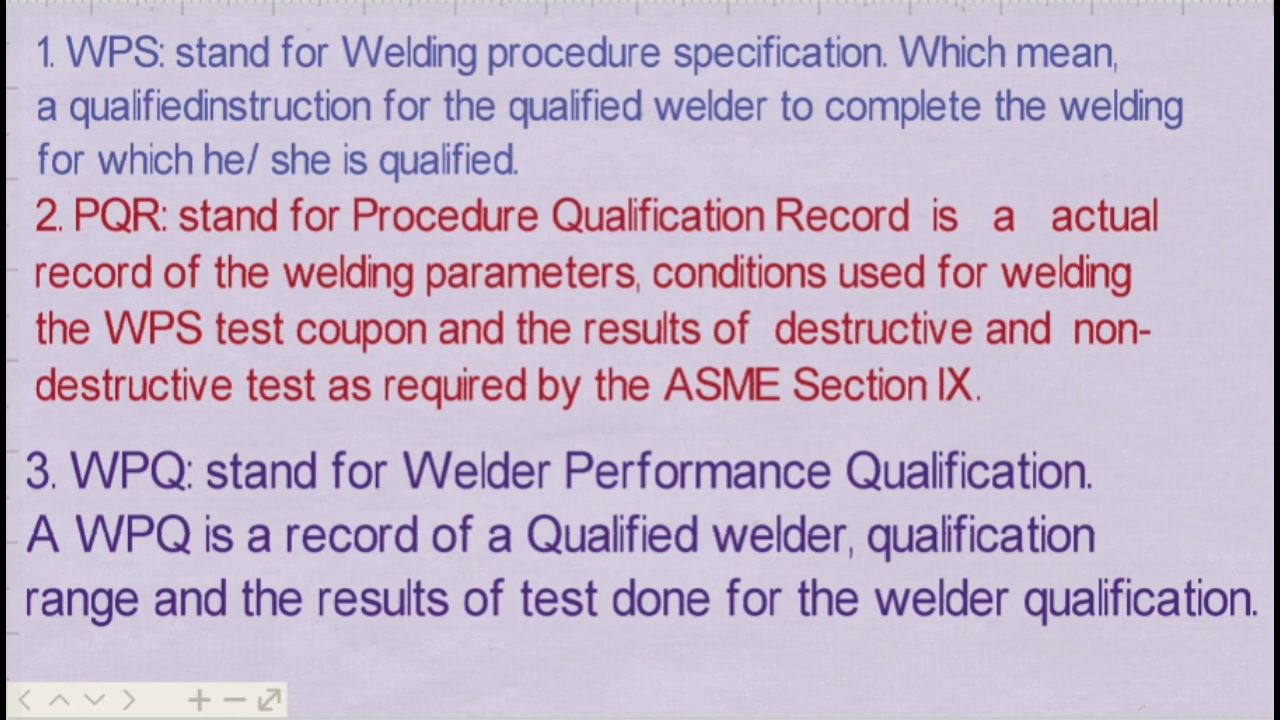 1. WPS: stand for Welding procedure specification. Which mean,
a qualifiedinstruction for the qualified welder to complete the welding
for which he/ she is qualified.
2. PQR: stand for Procedure Qualification Record is a actual
record of the welding parameters, conditions used for welding
the WPS test coupon and the results of destructive and non-
destructive test as required by the ASME Section IX.
3. WPQ: stand for Welder Performance Qualification.
A WPQ is a record of a Qualified welder, qualification
range and the results of test done for the welder qualification.